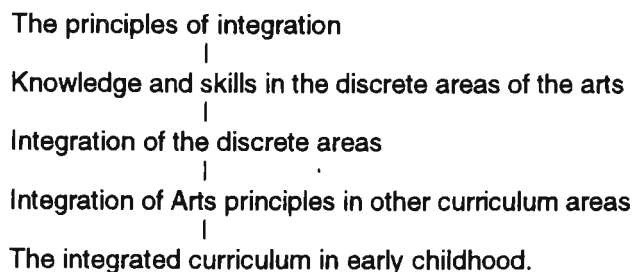 The principles of integration
Knowledge and skills in the discrete areas of the arts
Integration of the discrete areas
Integration of Arts principles in other curriculum areas
The integrated curriculum in early childhood.